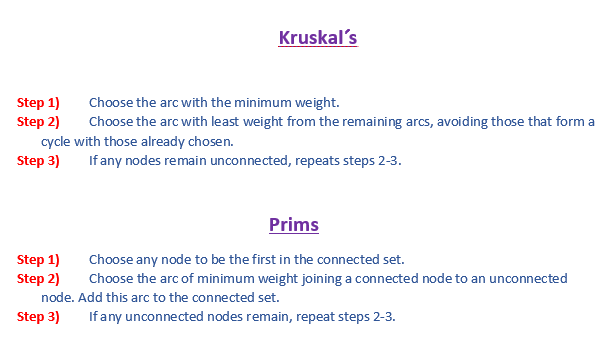 Kruskal´s
Step 1) Choose the arc with the minimum weight.
Step 2) Choose the arc with least weight from the remaining arcs, avoiding those that form a
cycle with those already chosen.
Step 3) If any nodes remain unconnected, repeats steps 2-3.
Prims
Step 1) Choose any node to be the first in the connected set.
Step 2) Choose the arc of minimum weight joining a connected node to an unconnected
node. Add this arc to the connected set.
Step 3) If any unconnected nodes remain, repeat steps 2-3.